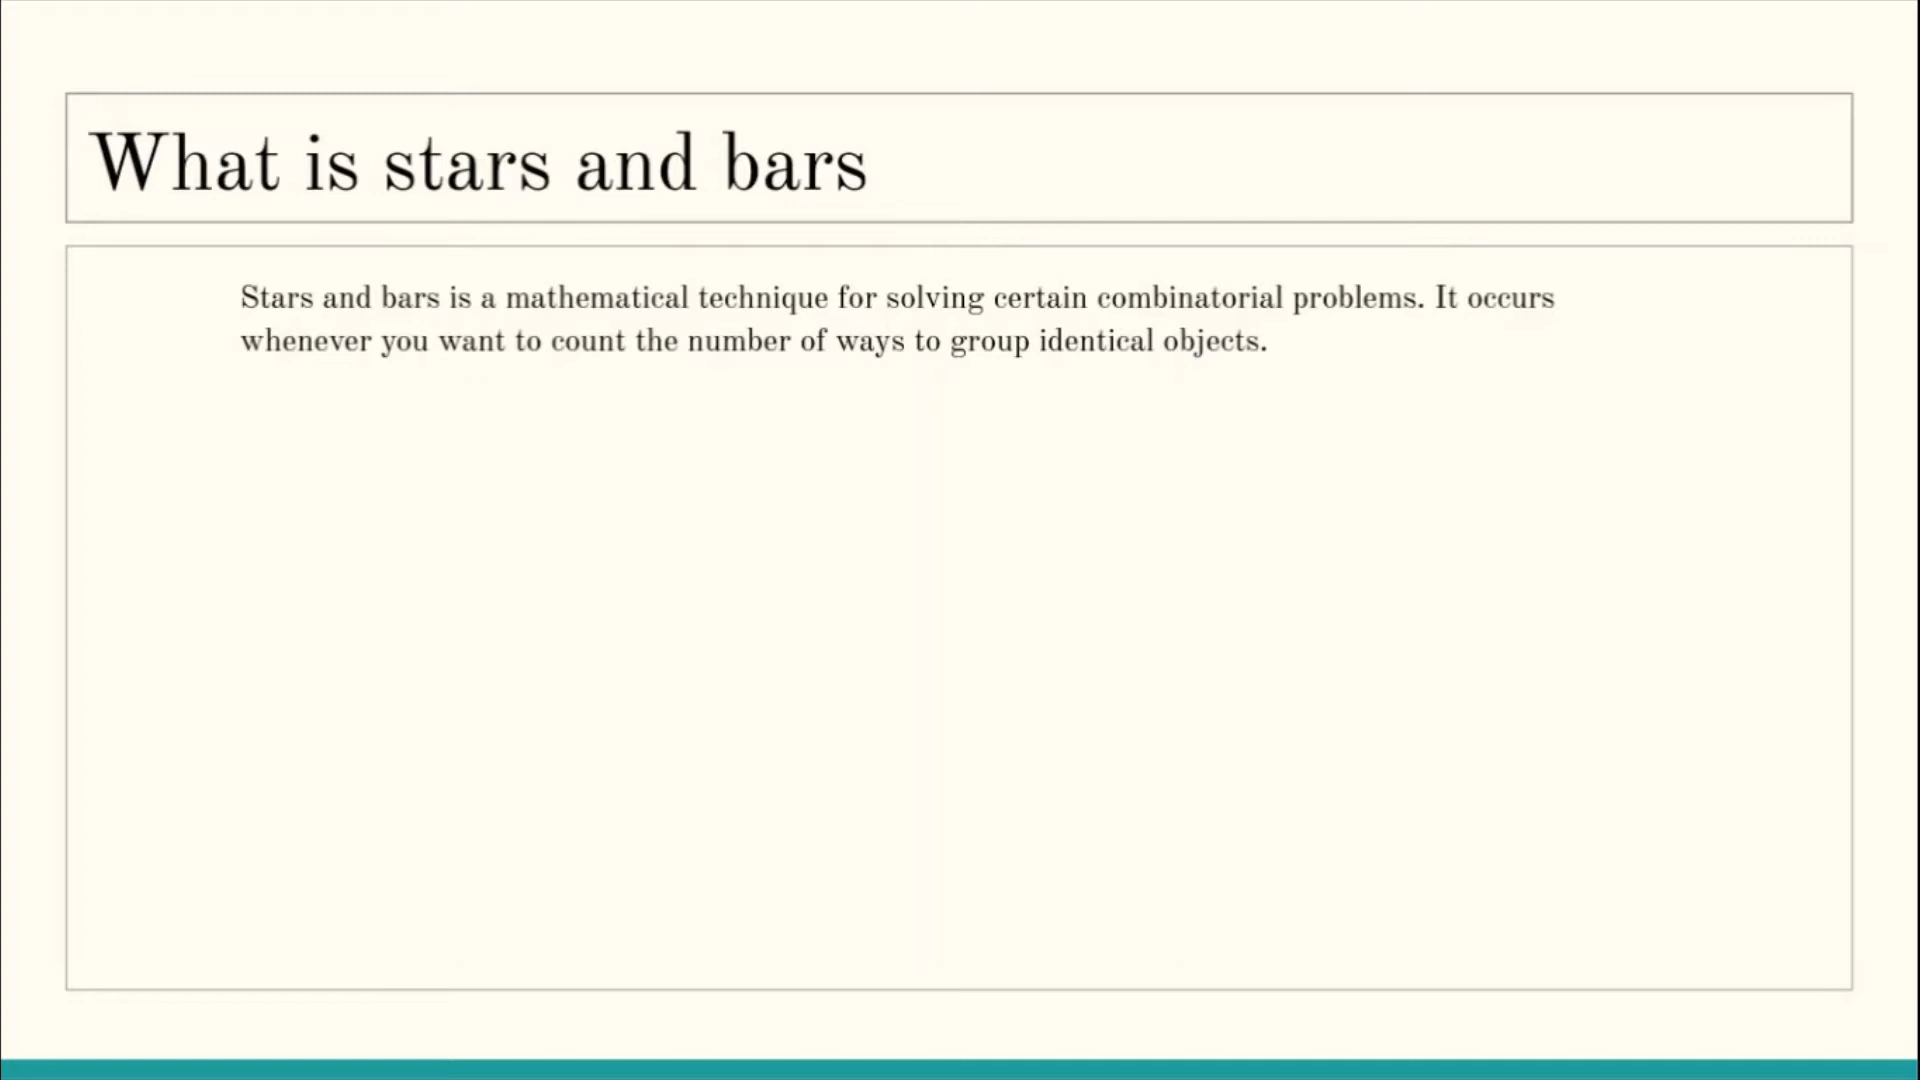 What is stars and bars
Stars and bars is a mathematical technique for solving certain combinatorial problems. It occurs
whenever you want to count the number of ways to group identical objects.